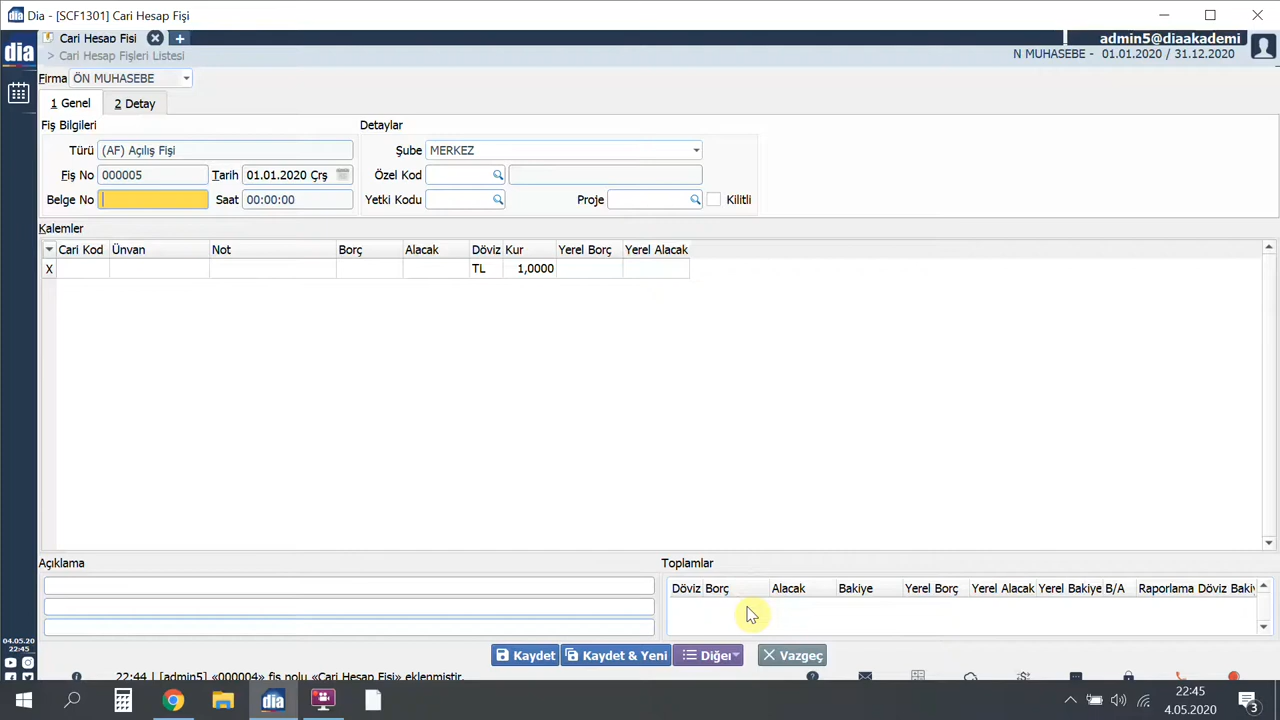 Dia - [SCF1301] Cari Hesap Fişi
dia Cari Hesap Fisi admin5@diaakademi
> Cari Hesap Fişleri Listesi N MUHASEBE - 01.01.2020 / 31.12.2020
Firma ÖN MUHASEBE
1 Genel 2 Detay
Fiş Bilgileri Detaylar
Türü (AF) Açılış Fişi Şube MERKEZ
Fiş No 000005 Tarih 01.01.2020 Çrş Özel Kod
Belge No Saat 00:00:00 Yetki Kodu Proje Kilitli
Kalemler
Cari Kod Ünvan Not Borç Alacak Döviz Kur Yerel Borç Yerel Alacak
X TL 1,0000
Açıklama Toplamlar
Döviz Borç Alacak Bakiye Yerel Borç Yerel Alacak Yerel Bakiye B/A Raporlama Döviz
04.05.20
22:45
Kaydet Kaydet & Yeni Diğer Vazgeç
22:44 | [admin5] «000004» fiş nolu «Cari Hesap Fişi» eklenmiştir.
dia 22:45
4.05.2020 3